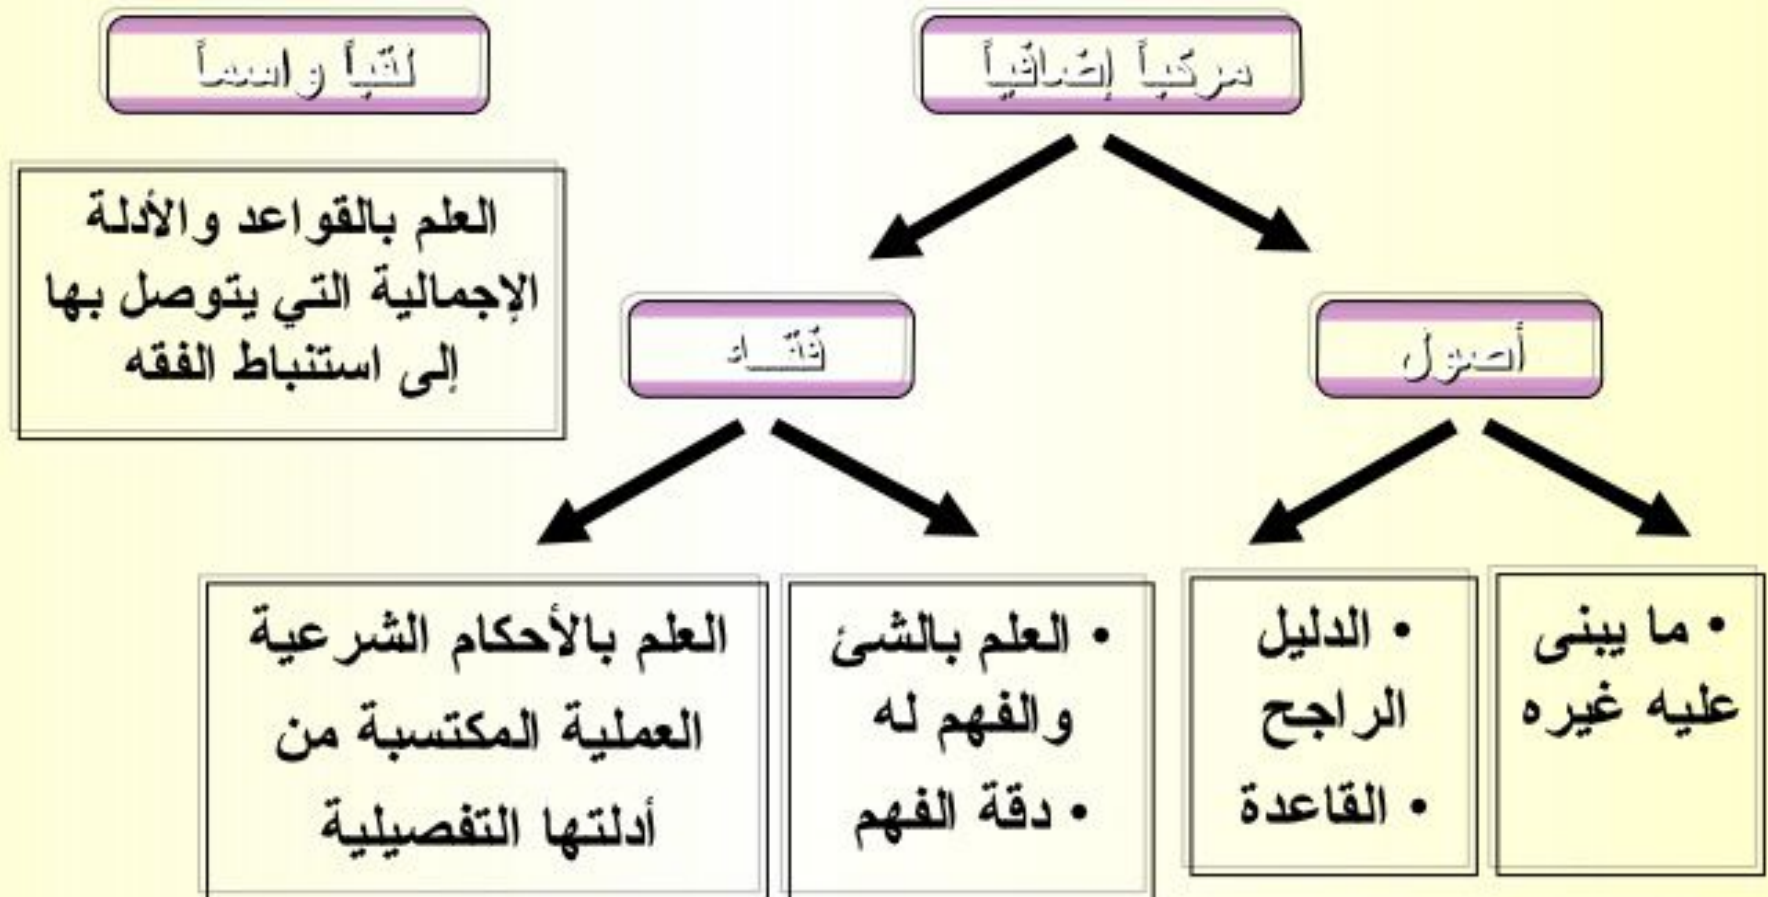 مركباً إضافياً
لقباً واسماً
العلم بالقواعد والأدلة
الإجمالية التي يتوصل بها
إلى استنباط الفقه
أصول
فقـه
• ما يبنى
عليه غيره
• الدليل
الراجح
• القاعدة
• العلم بالشئ
والفهم له
• دقة الفهم
العلم بالأحكام الشرعية
العملية المكتسبة من
أدلتها التفصيلية